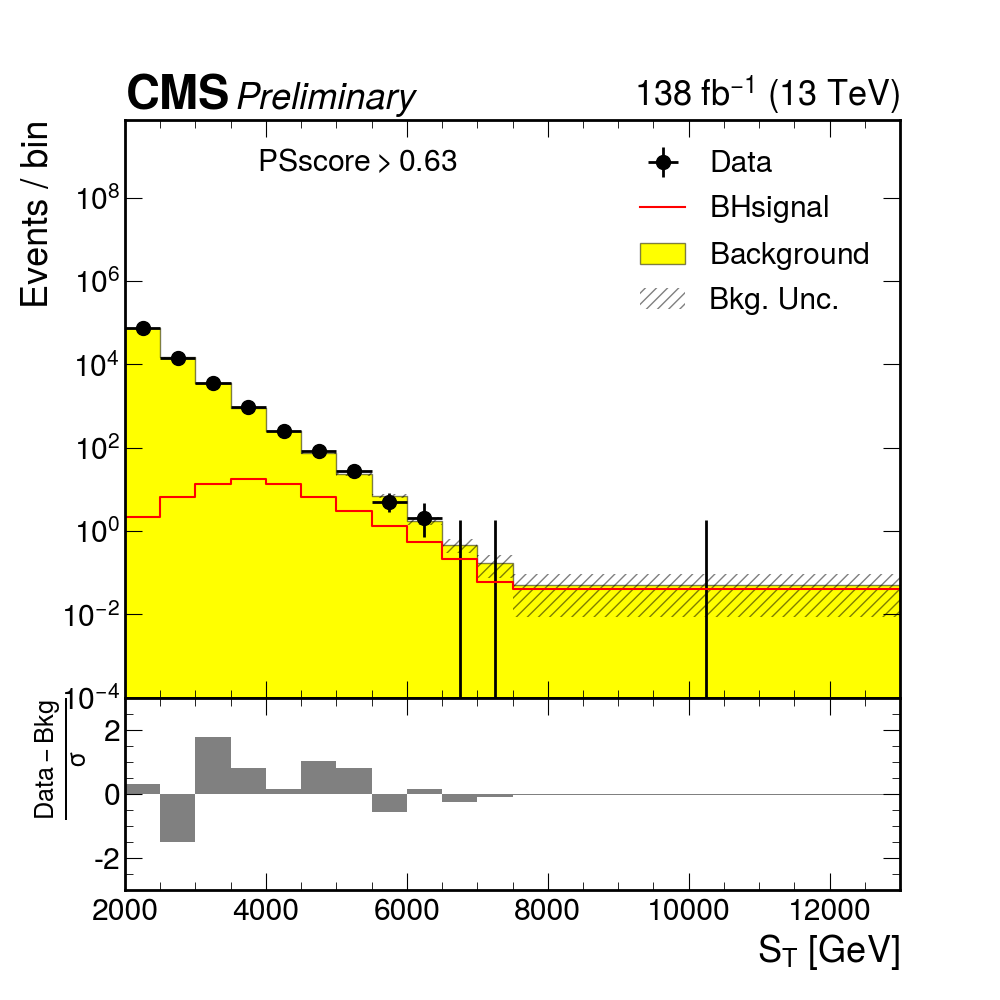 CMS Preliminary 138 fb⁻¹ (13 TeV)
Events / bin
PSscore > 0.63
Data
BHsignal
Background
Bkg. Unc.
10⁸
10⁶
10⁴
10²
10⁰
10⁻²
10⁻⁴
Data – Bkg
σ
2
0
-2
2000 4000 6000 8000 10000 12000
S_T [GeV]